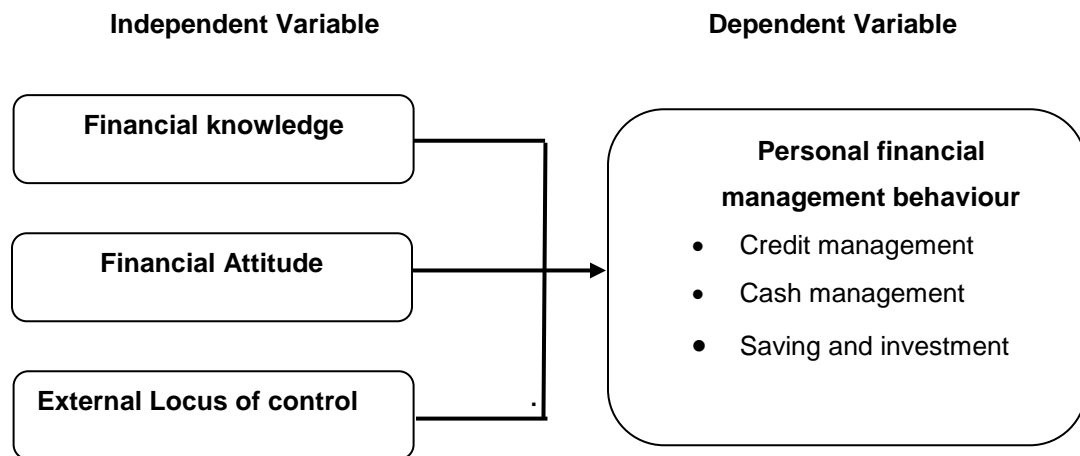 Independent Variable
Dependent Variable
Financial knowledge
Financial Attitude
External Locus of control
.
Personal financial
management behaviour
• Credit management
• Cash management
• Saving and investment